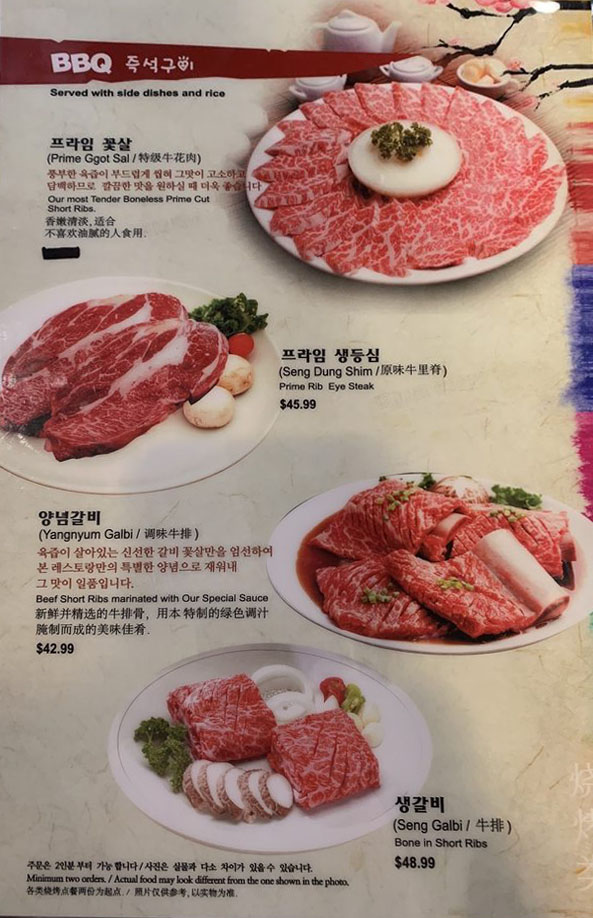 BBQ 즉석구이
Served with side dishes and rice
프라임 꽃살
(Prime Ggot Sal / 特级牛花肉)
풍부한 육즙이 부드럽게 씹혀 그맛이 고소하고
담백하므로 깔끔한 맛을 원하실 때 더욱 좋습니다
Our most Tender Boneless Prime Cut
Short Ribs.
香嫩清淡,适合
不喜欢油腻的人食用.
프라임 생등심
(Seng Dung Shim /原味牛里脊)
Prime Rib Eye Steak
$45.99
양념갈비
(Yangnyum Galbi / 调味牛排)
육즙이 살아있는 신선한 갈비 꽃살만을 엄선하여
본 레스토랑만의 특별한 양념으로 재워내
그 맛이 일품입니다.
Beef Short Ribs marinated with Our Special Sauce
新鲜并精选的牛排骨, 用本 特制的绿色调汁
腌制而成的美味佳肴.
$42.99
생갈비
(Seng Galbi / 牛排)
Bone in Short Ribs
$48.99
주문은 2인분부터 가능합니다 / 사진은 실물과 다소 차이가 있을 수 있습니다.
Minimum two orders. / Actual food may look different from the one shown in the photo.
各类烧烤点餐两份为起点. / 照片仅供参考,以实物为准.
烧烤类